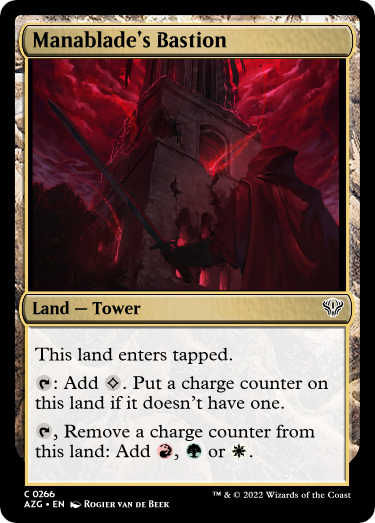 Manablade's Bastion
Land — Tower
This land enters tapped.
: Add . Put a charge counter on
this land if it doesn't have one.
, Remove a charge counter from
this land: Add , or .
C 0266
AZG • EN Rogier van de Beek
™ & © 2022 Wizards of the Coast